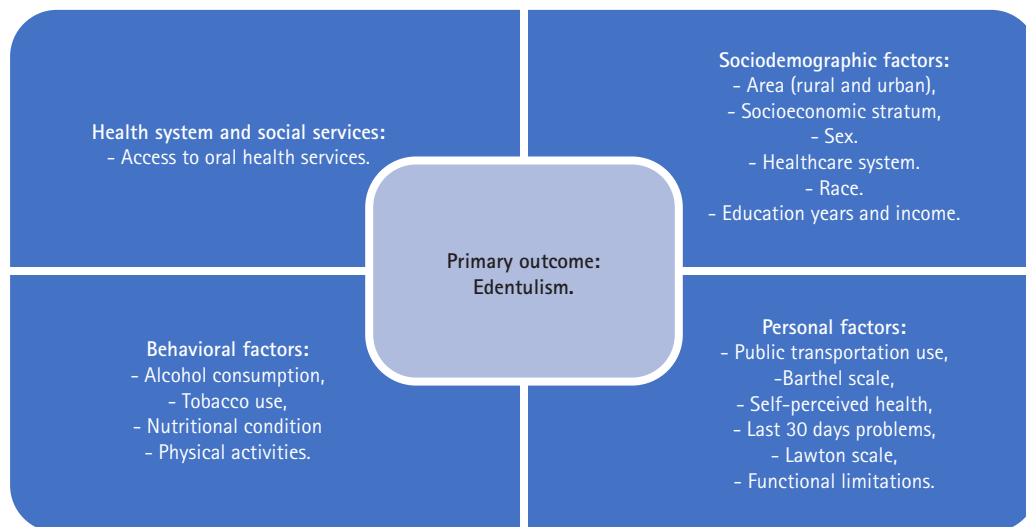 Health system and social services:
- Access to oral health services.
Sociodemographic factors:
- Area (rural and urban),
- Socioeconomic stratum,
- Sex.
- Healthcare system.
- Race.
- Education years and income.
Primary outcome:
Edentulism.
Behavioral factors:
- Alcohol consumption,
- Tobacco use,
- Nutritional condition
- Physical activities.
Personal factors:
- Public transportation use,
-Barthel scale,
- Self-perceived health,
- Last 30 days problems,
- Lawton scale,
- Functional limitations.